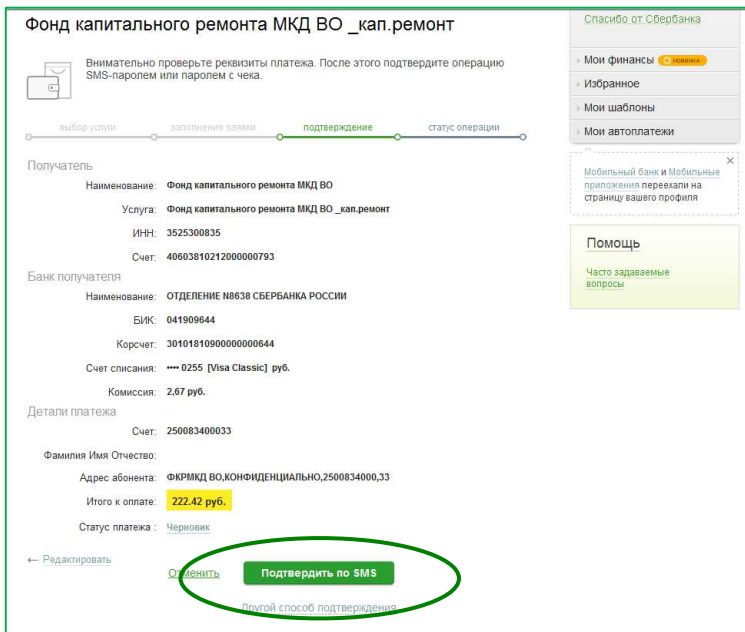 Фонд капитального ремонта МКД ВО _кап.ремонт
Внимательно проверьте реквизиты платежа. После этого подтвердите операцию
SMS-паролем или паролем с чека.
выбор услуги заполнение заявки подтверждение статус операции
Получатель
Наименование: Фонд капитального ремонта МКД ВО
Услуга: Фонд капитального ремонта МКД ВО _кап.ремонт
ИНН: 3525300835
Счет: 40603810212000000793
Банк получателя
Наименование: ОТДЕЛЕНИЕ N8638 СБЕРБАНКА РОССИИ
БИК: 041909644
Корсчет: 30101810900000000644
Счет списания: •••• 0255 [Visa Classic] руб.
Комиссия: 2,67 руб.
Детали платежа
Счет: 250083400033
Фамилия Имя Отчество:
Адрес абонента: ФКРМКД ВО,КОНФИДЕНЦИАЛЬНО,2500834000,33
Итого к оплате: 222.42 руб.
Статус платежа : Черновик
← Редактировать
Отменить Подтвердить по SMS
Другой способ подтверждения
Спасибо от Сбербанка
Мои финансы НОВИНКА
Избранное
Мои шаблоны
Мои автоплатежи
Мобильный банк и Мобильные
приложения переехали на
страницу вашего профиля
Помощь
Часто задаваемые
вопросы